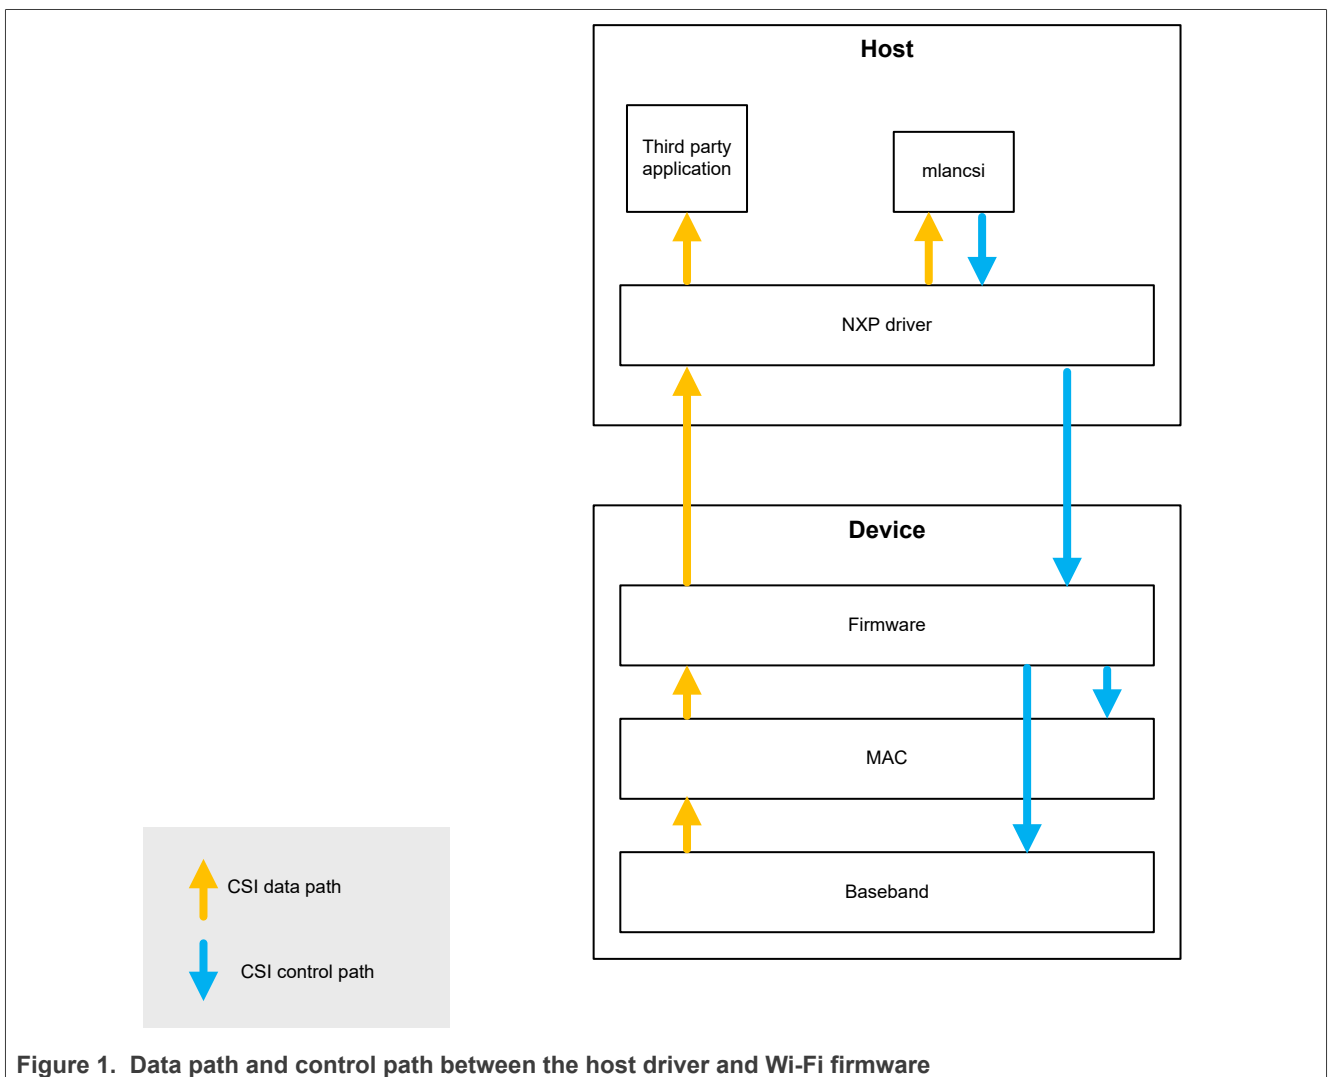 Host
Third party
application
mlancsi
NXP driver
Device
Firmware
MAC
Baseband
CSI data path
CSI control path
Figure 1. Data path and control path between the host driver and Wi-Fi firmware